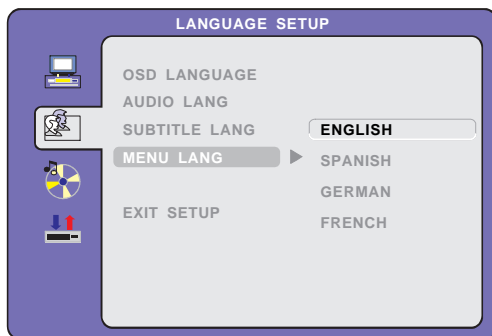 LANGUAGE SETUP
OSD LANGUAGE
AUDIO LANG
SUBTITLE LANG
MENU LANG
EXIT SETUP
ENGLISH
SPANISH
GERMAN
FRENCH